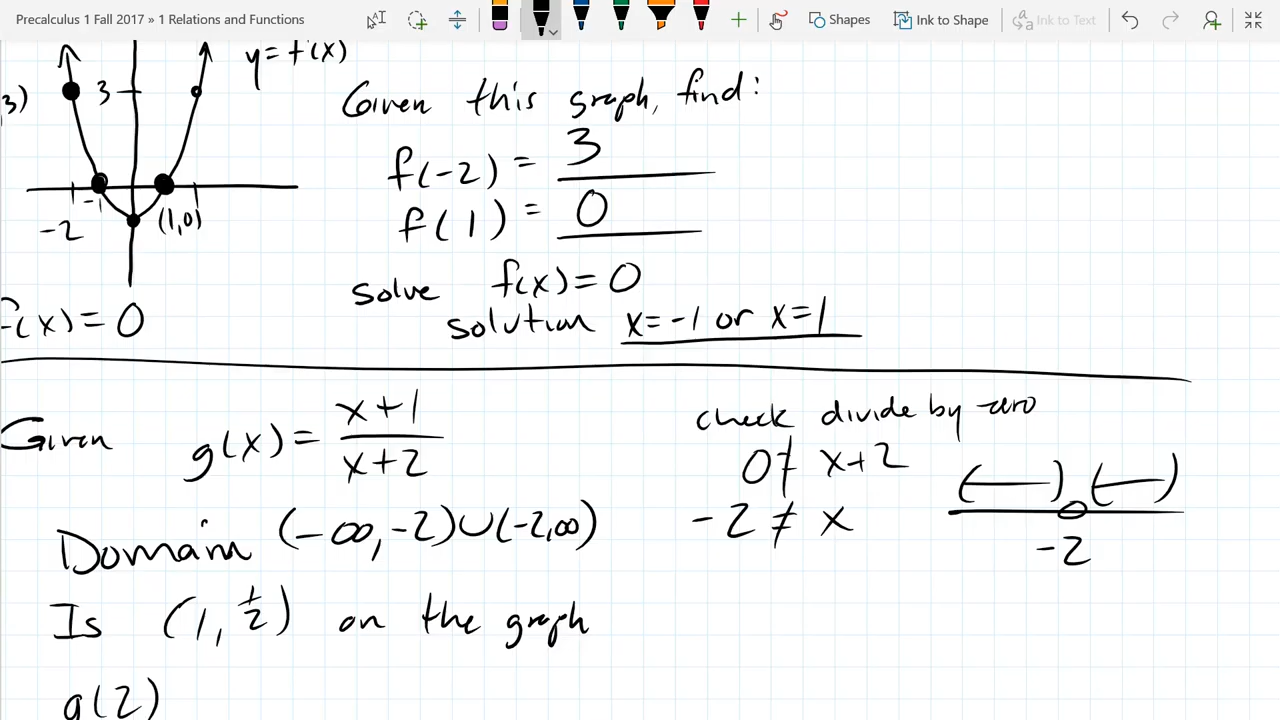 Precalculus 1 Fall 2017 » 1 Relations and Functions
Shapes
Ink to Shape
Ink to Text
y = f(x)
3)
3
-2
-1
(1,0)
f(x) = 0
Given this graph, find:
f(-2) = 3
f(1) = 0
solve f(x) = 0
solution x = -1 or x = 1
Given g(x) = x+1 / x+2
check divide by zero
0 ≠ x+2
-2 ≠ x
( ) ( )
-2
Domain (-∞, -2) ∪ (-2, ∞)
Is (1, 1/2) on the graph
g(2)